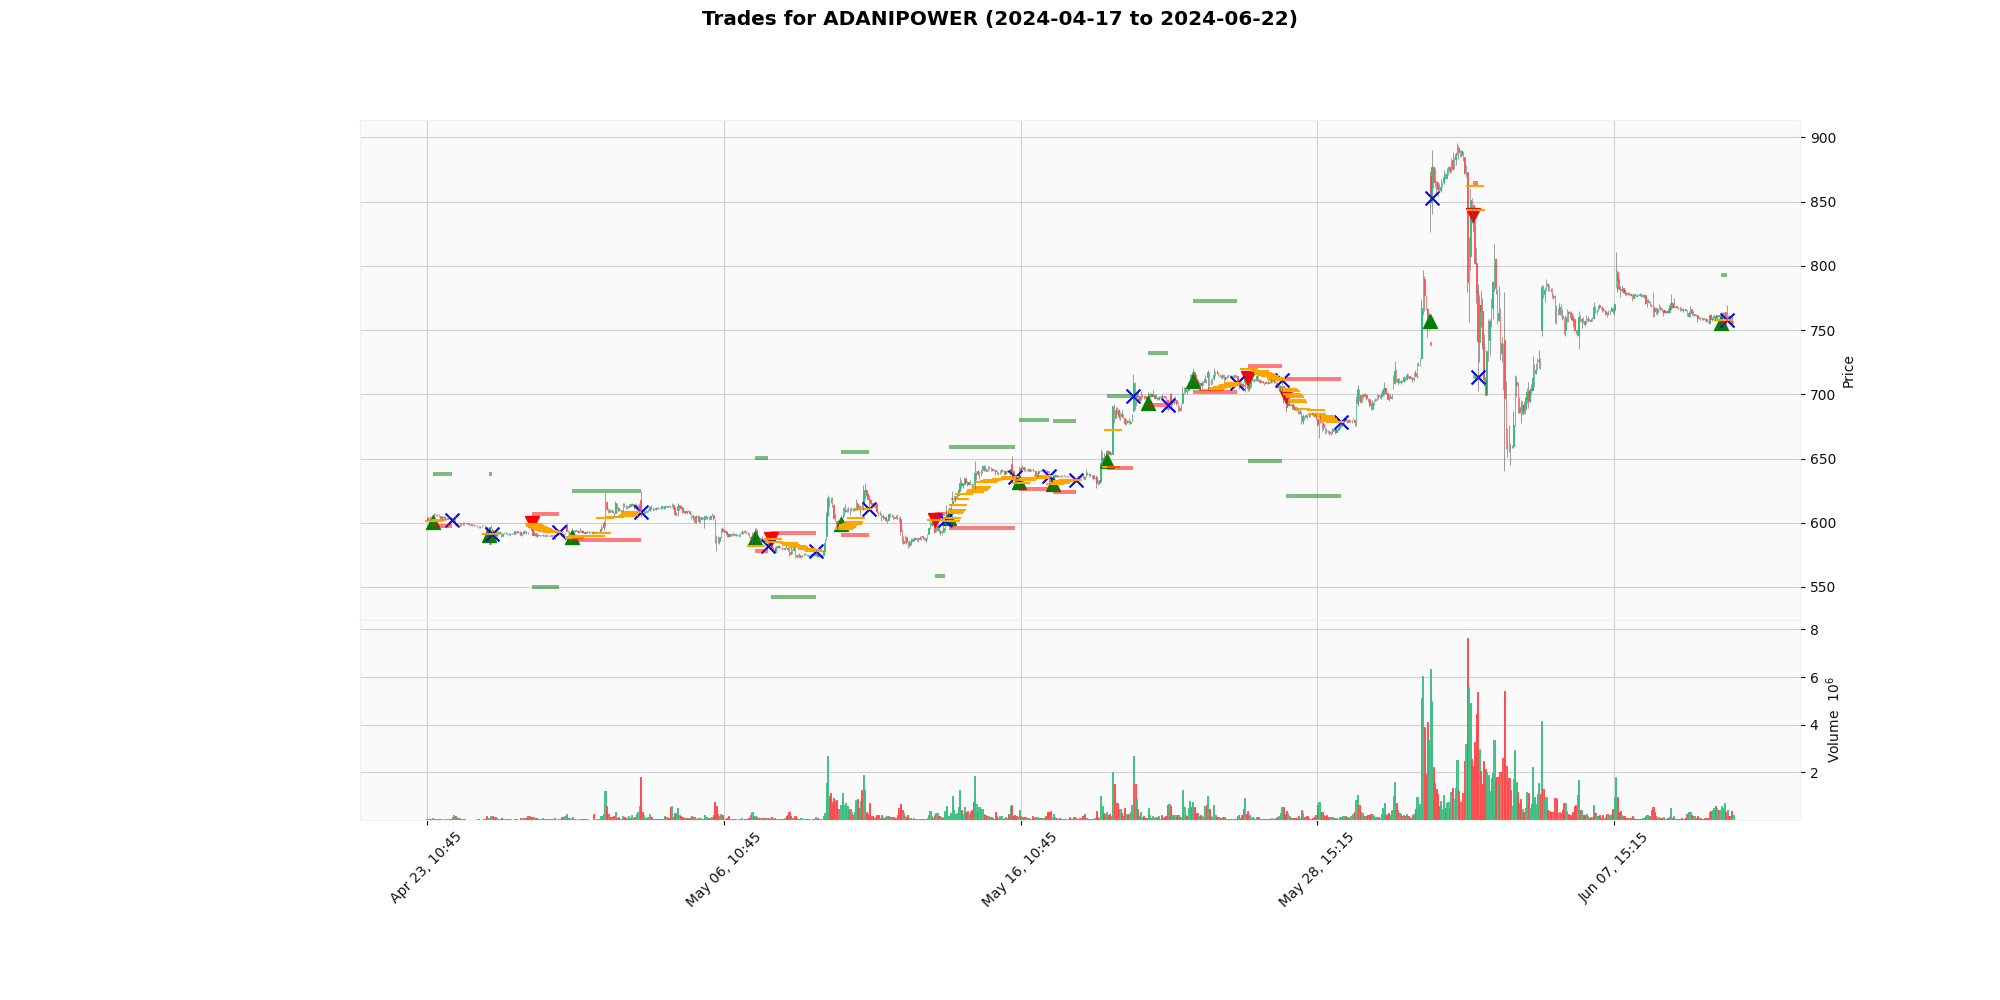 Trades for ADANIPOWER (2024-04-17 to 2024-06-22)
900
850
800
750
700
650
600
550
Price
8
6
4
2
Volume 10^6
Apr 23, 10:45
May 06, 10:45
May 16, 10:45
May 28, 15:15
Jun 07, 15:15